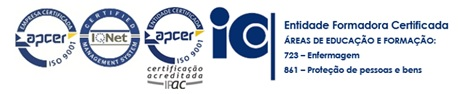 EMPRESA CERTIFICADA
apcer
ISO 9001
CERTIFIED
IQNet
MANAGEMENT SYSTEM
ENTIDADE CERTIFICADA
apcer
ISO 9001
certificação
acreditada
IPAC
Entidade Formadora Certificada
ÁREAS DE EDUCAÇÃO E FORMAÇÃO:
723 – Enfermagem
861 – Proteção de pessoas e bens